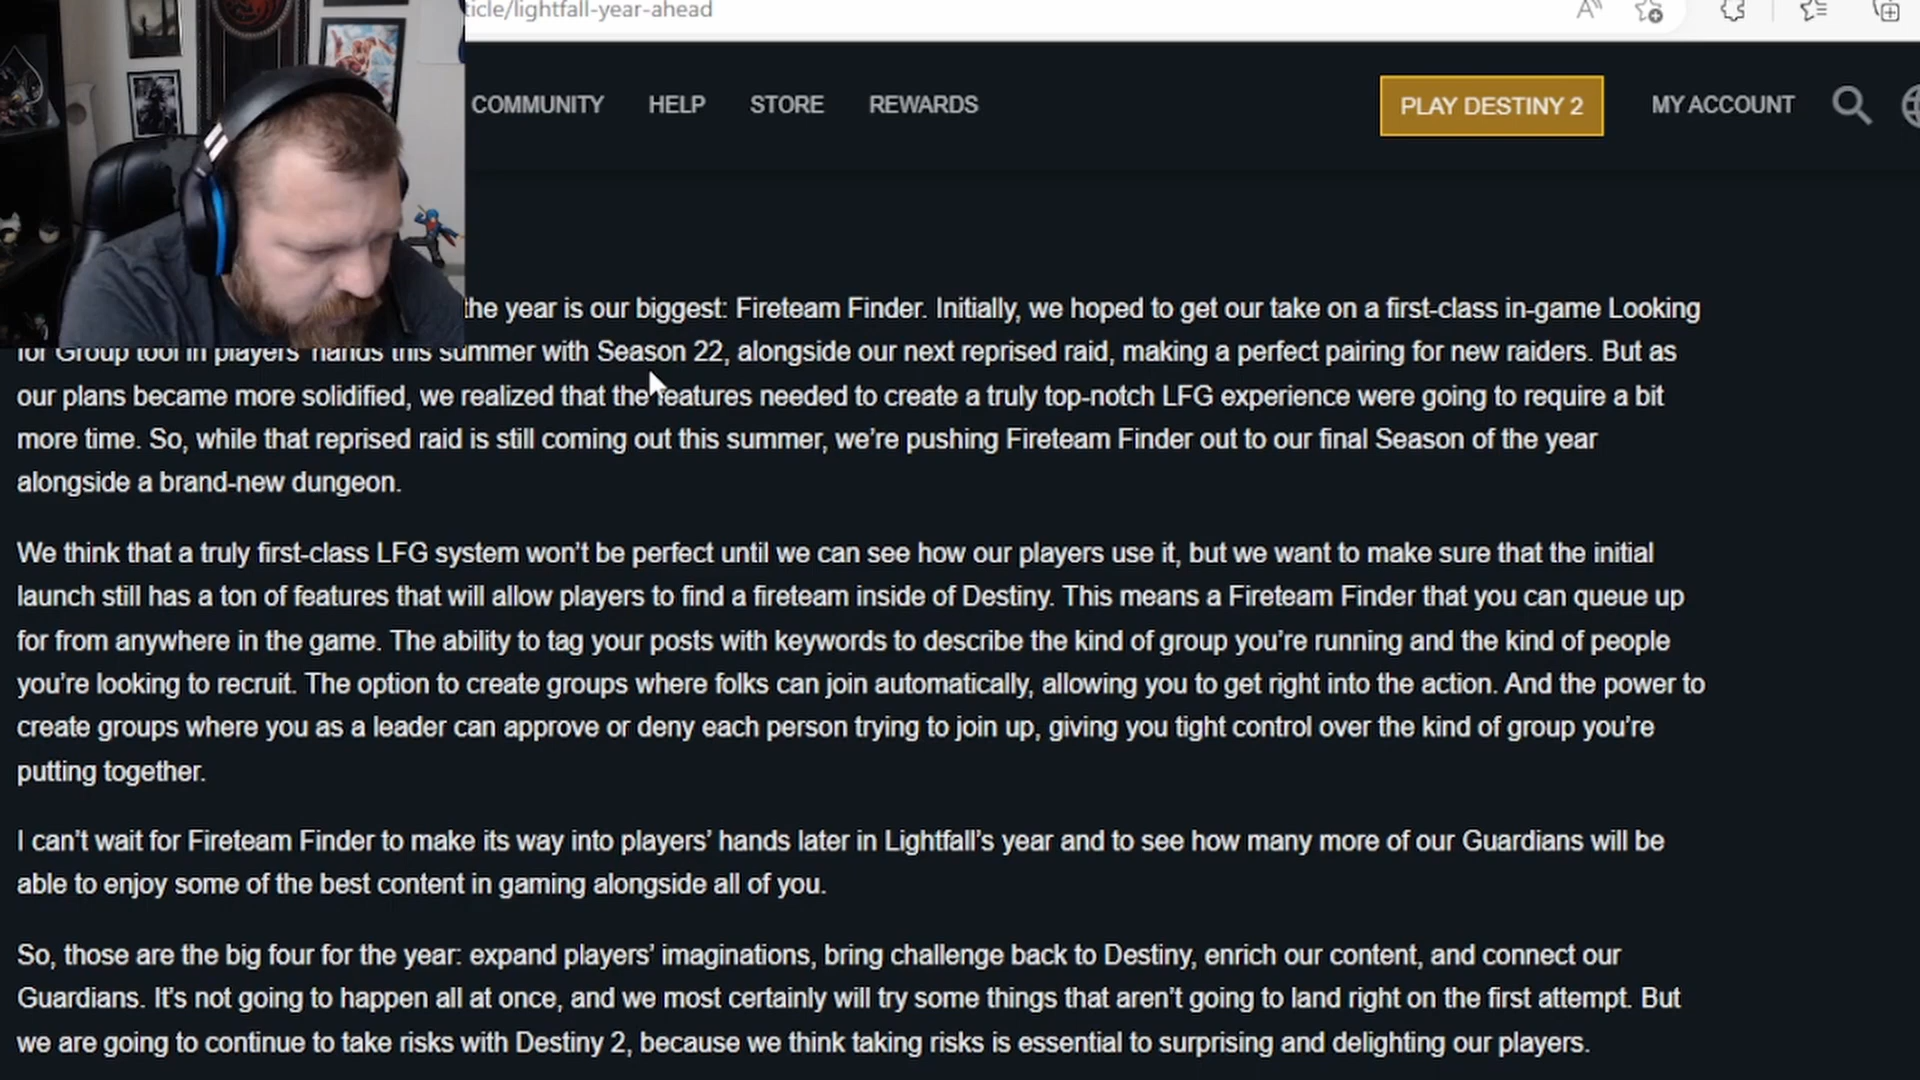 ticle/lightfall-year-ahead
COMMUNITY HELP STORE REWARDS PLAY DESTINY 2 MY ACCOUNT
the year is our biggest: Fireteam Finder. Initially, we hoped to get our take on a first-class in-game Looking
for Group tool in players' hands this summer with Season 22, alongside our next reprised raid, making a perfect pairing for new raiders. But as
our plans became more solidified, we realized that the features needed to create a truly top-notch LFG experience were going to require a bit
more time. So, while that reprised raid is still coming out this summer, we're pushing Fireteam Finder out to our final Season of the year
alongside a brand-new dungeon.
We think that a truly first-class LFG system won't be perfect until we can see how our players use it, but we want to make sure that the initial
launch still has a ton of features that will allow players to find a fireteam inside of Destiny. This means a Fireteam Finder that you can queue up
for from anywhere in the game. The ability to tag your posts with keywords to describe the kind of group you're running and the kind of people
you're looking to recruit. The option to create groups where folks can join automatically, allowing you to get right into the action. And the power to
create groups where you as a leader can approve or deny each person trying to join up, giving you tight control over the kind of group you're
putting together.
I can't wait for Fireteam Finder to make its way into players' hands later in Lightfall's year and to see how many more of our Guardians will be
able to enjoy some of the best content in gaming alongside all of you.
So, those are the big four for the year: expand players' imaginations, bring challenge back to Destiny, enrich our content, and connect our
Guardians. It's not going to happen all at once, and we most certainly will try some things that aren't going to land right on the first attempt. But
we are going to continue to take risks with Destiny 2, because we think taking risks is essential to surprising and delighting our players.